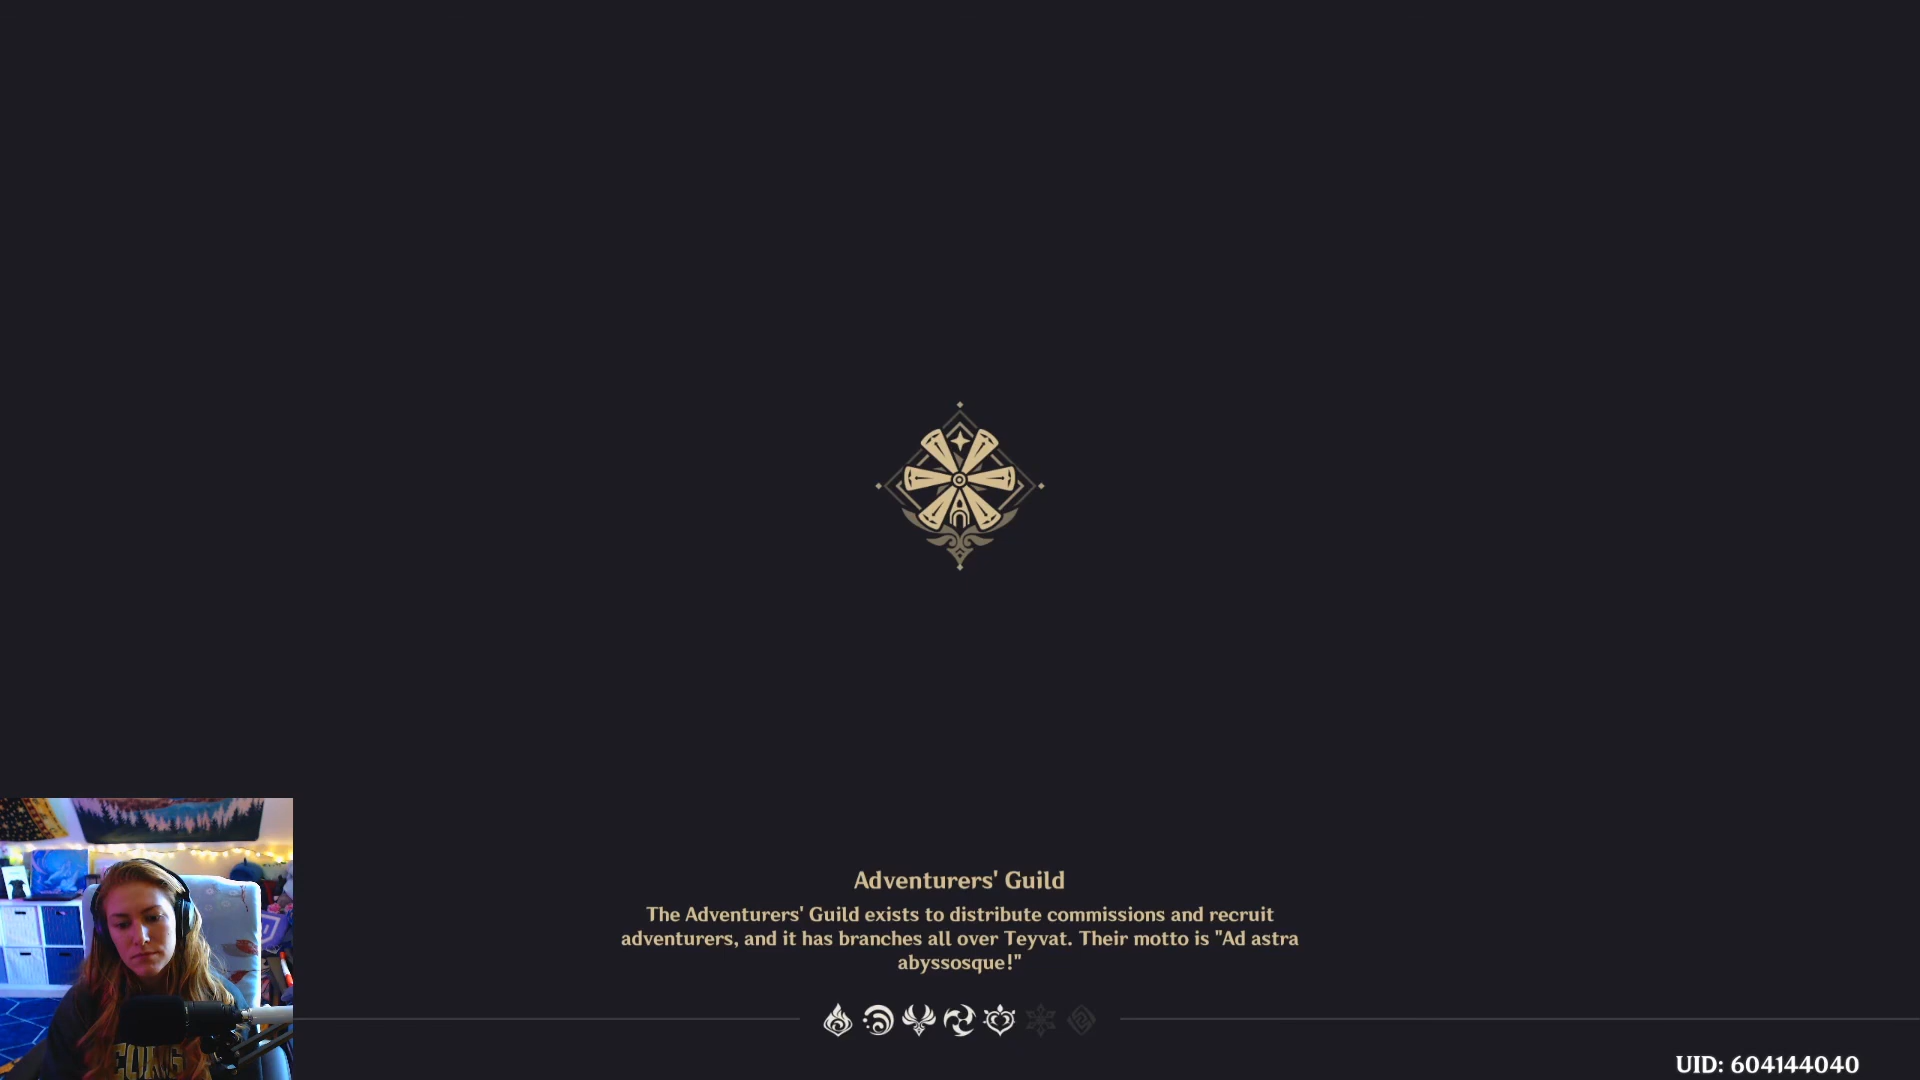 Adventurers' Guild
The Adventurers' Guild exists to distribute commissions and recruit
adventurers, and it has branches all over Teyvat. Their motto is "Ad astra
abyssosque!"
UID: 604144040